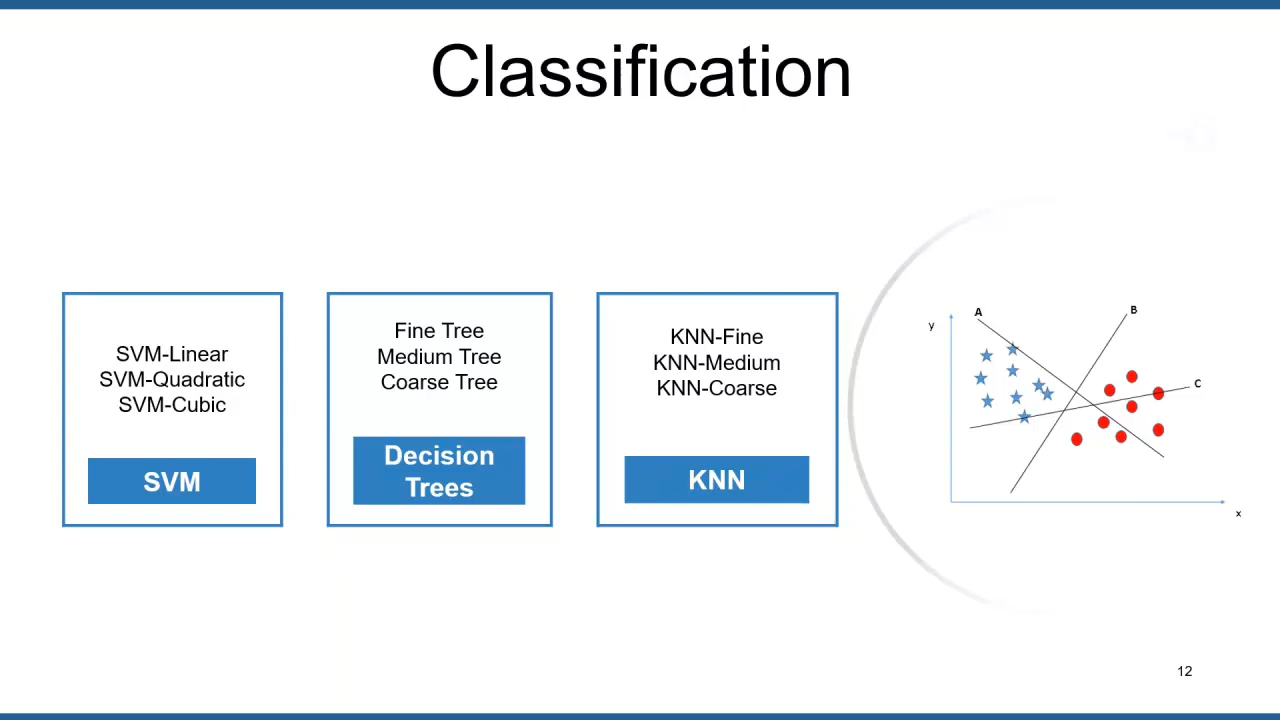 Classification
SVM-Linear
SVM-Quadratic
SVM-Cubic
SVM
Fine Tree
Medium Tree
Coarse Tree
Decision
Trees
KNN-Fine
KNN-Medium
KNN-Coarse
KNN
A
B
y
C
x
12